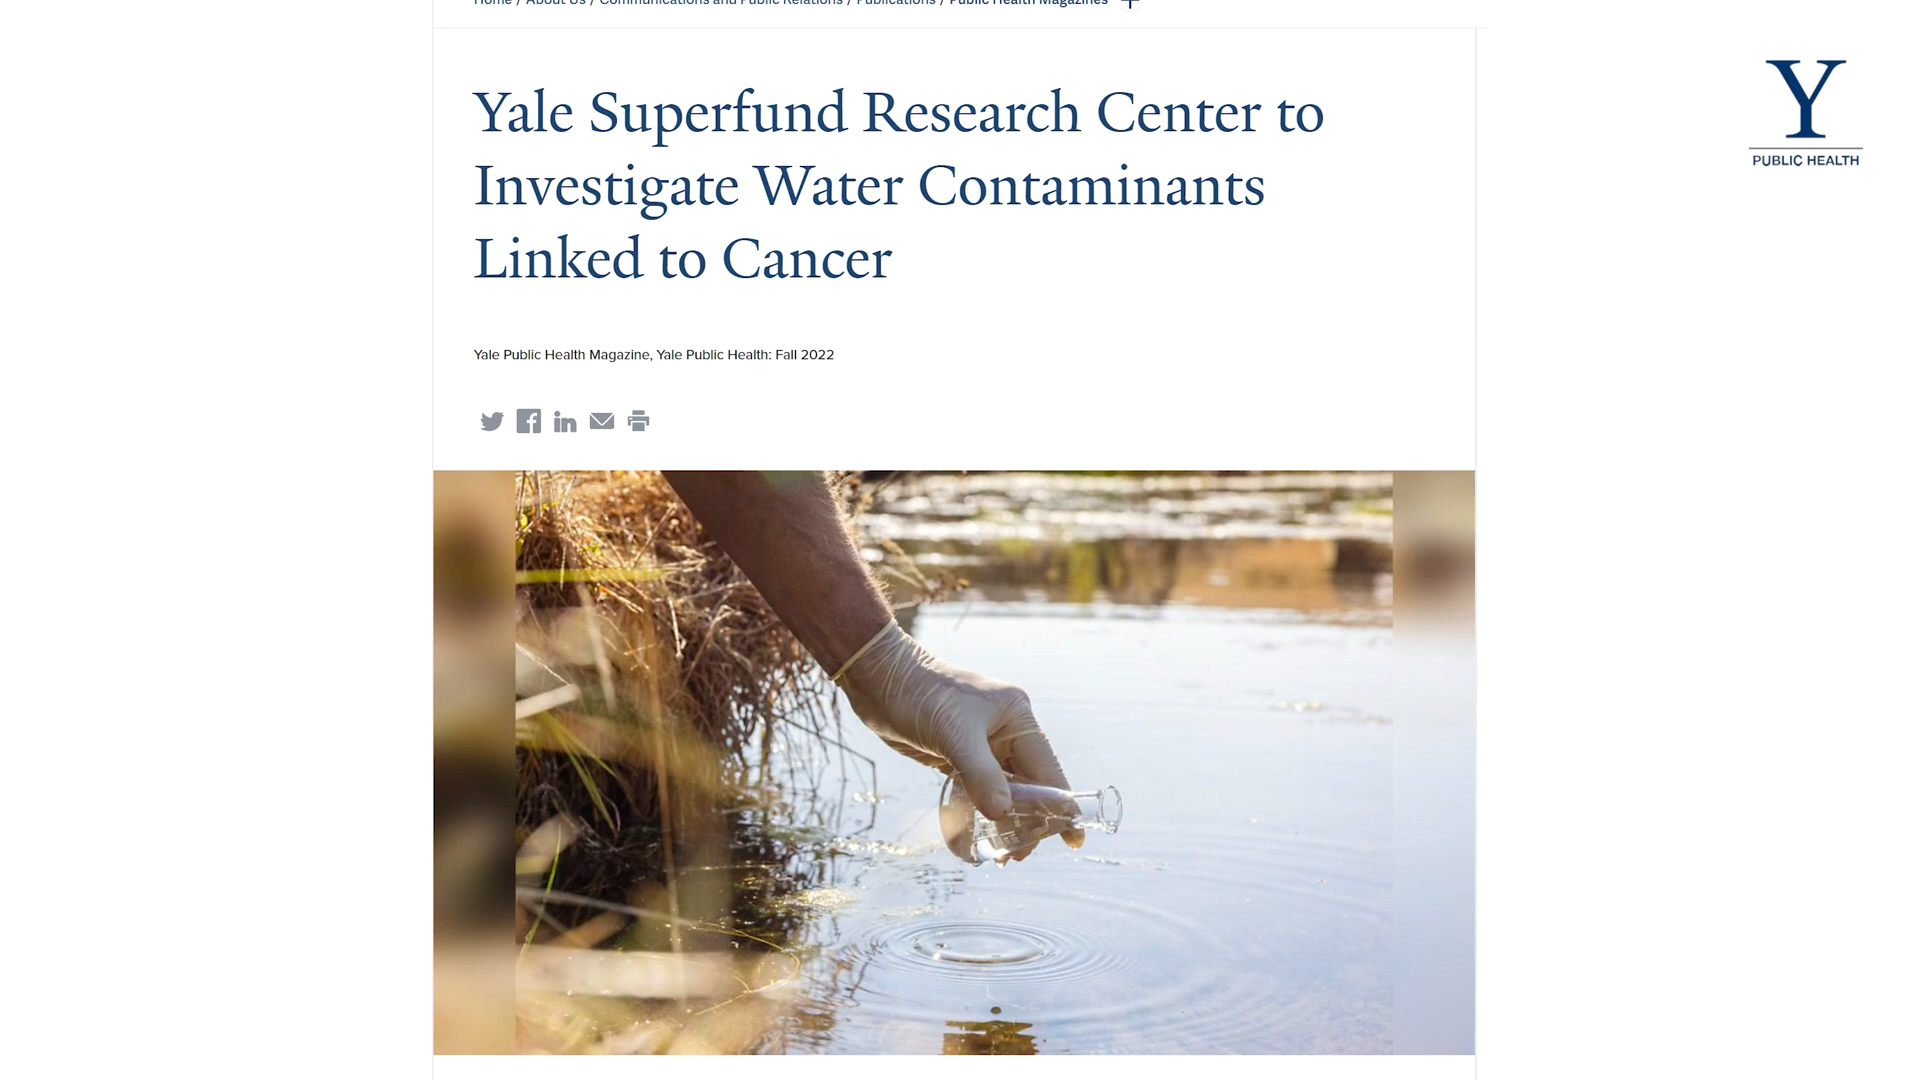 Home / About Us / Communications and Public Relations / Publications / Public Health Magazines
Yale Superfund Research Center to
Investigate Water Contaminants
Linked to Cancer
Yale Public Health Magazine, Yale Public Health: Fall 2022
Y
PUBLIC HEALTH